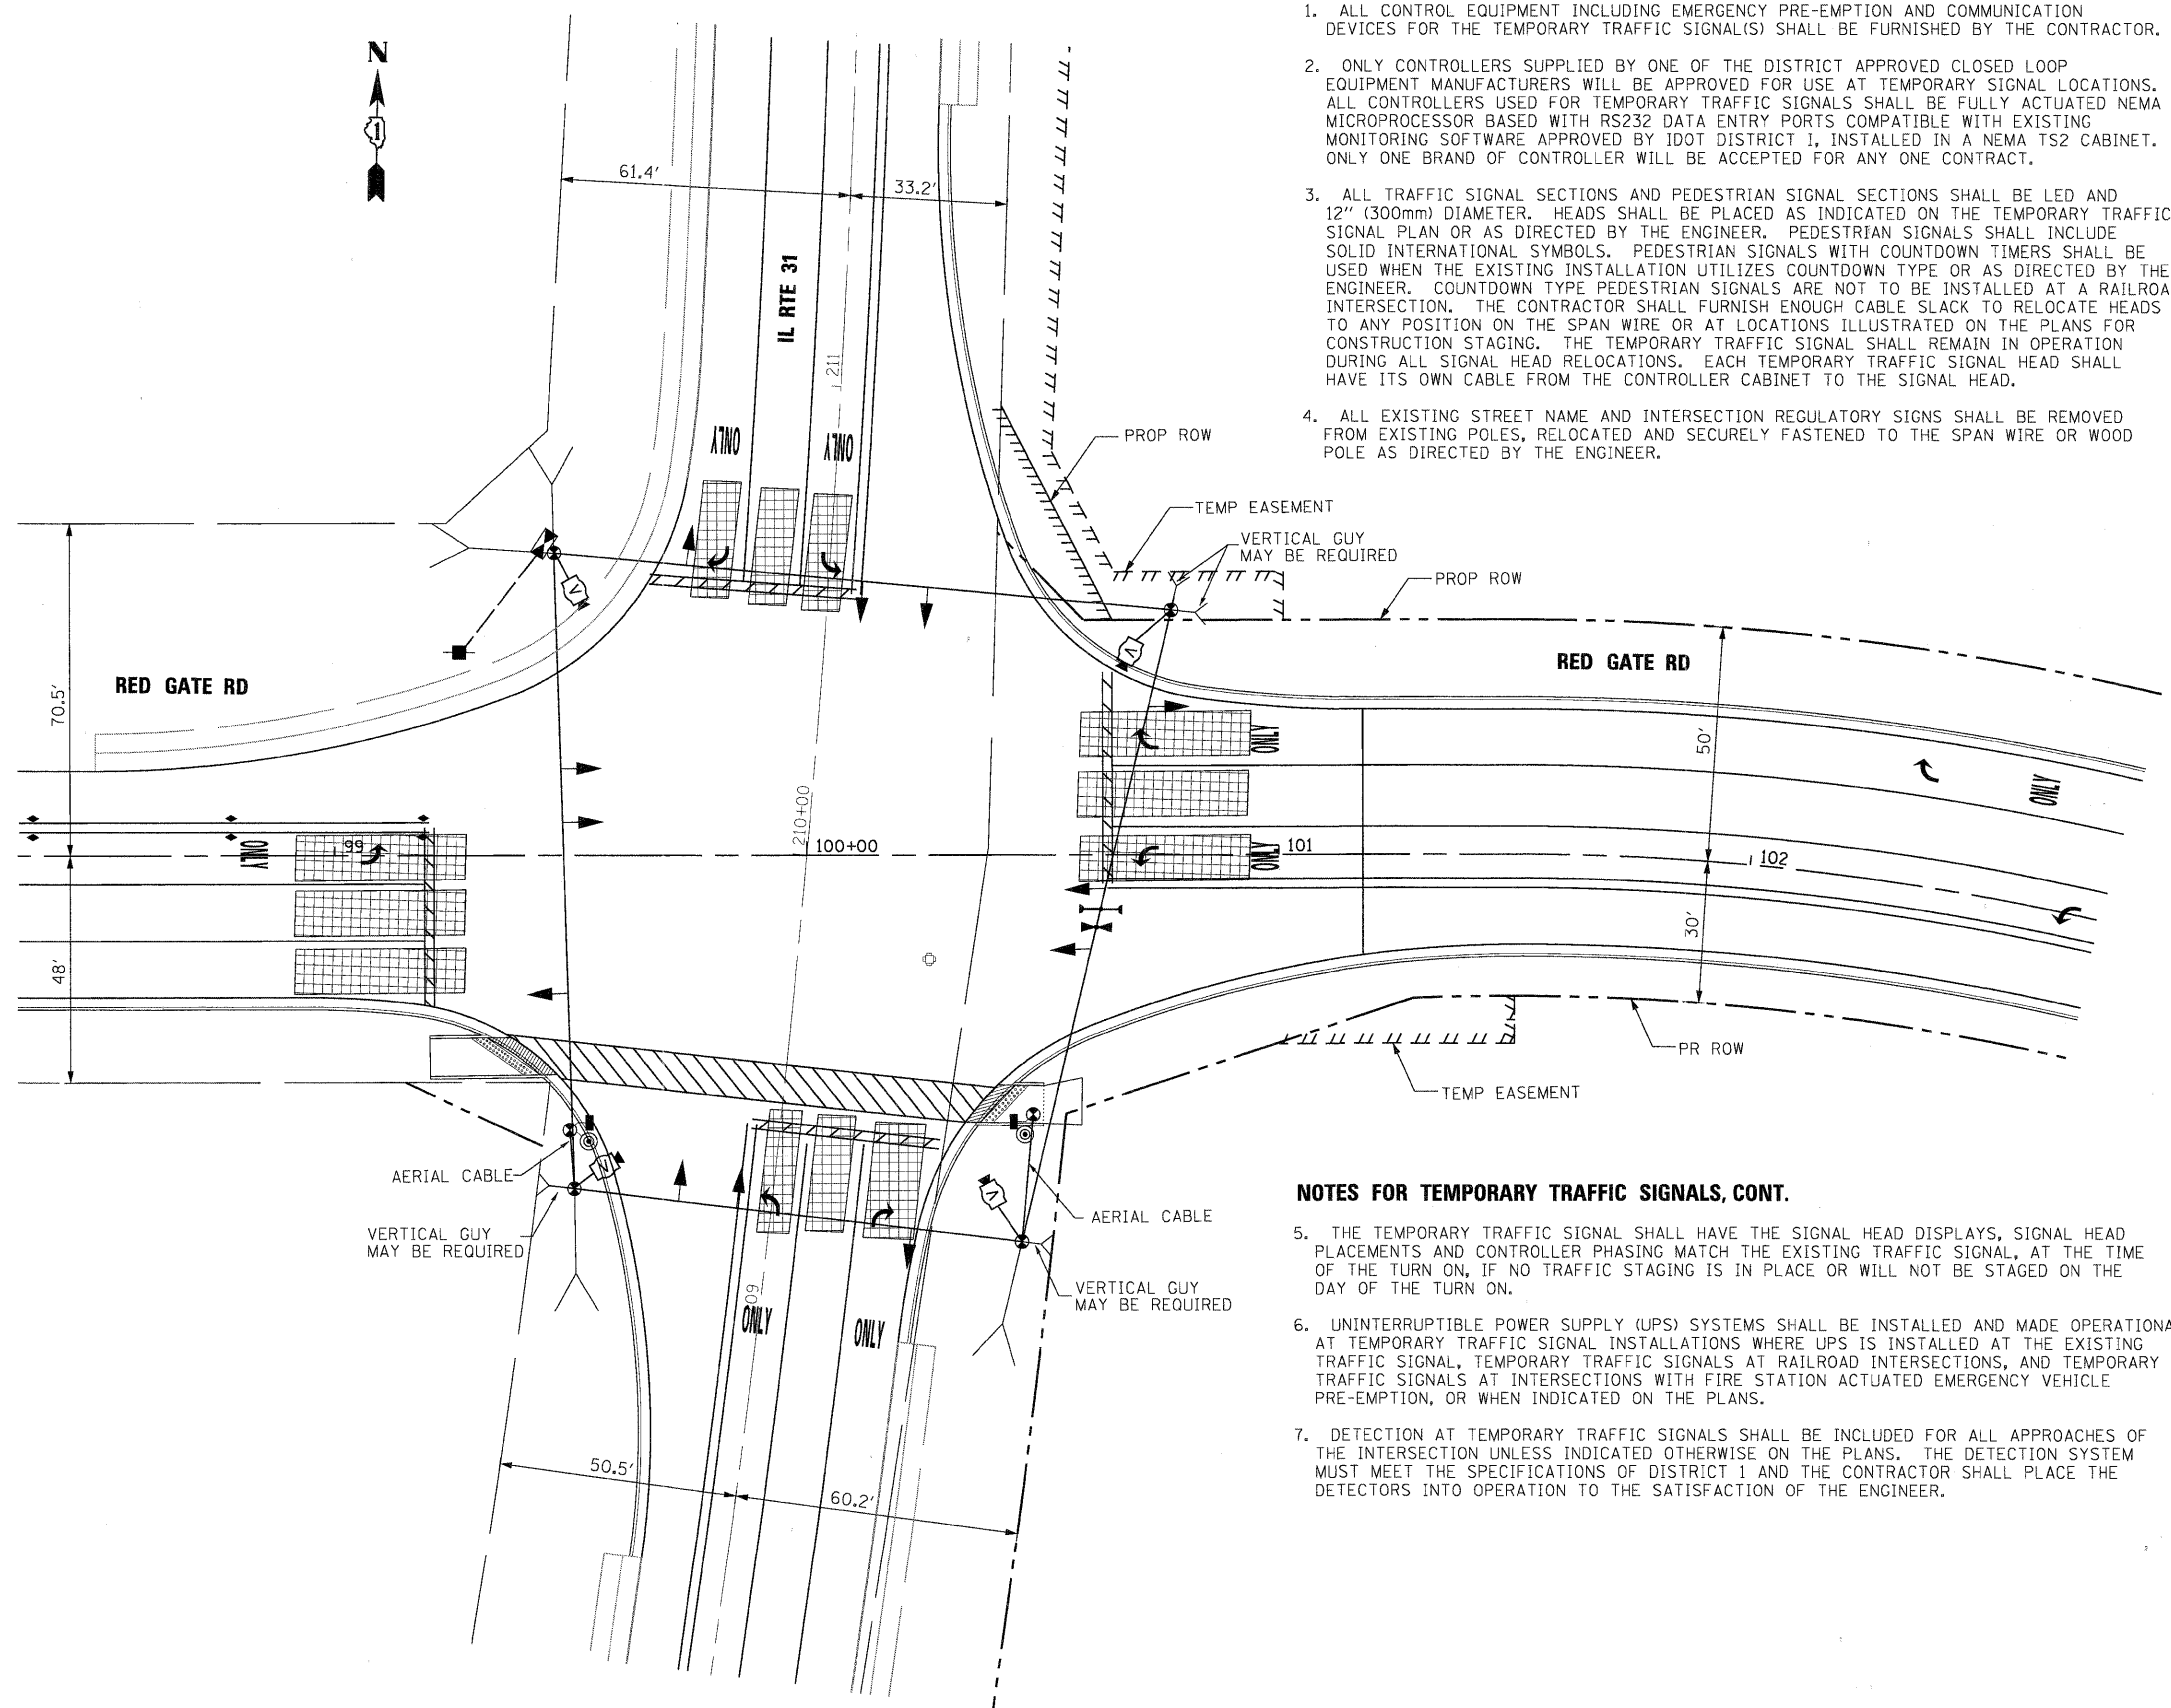 1. ALL CONTROL EQUIPMENT INCLUDING EMERGENCY PRE-EMPTION AND COMMUNICATION
DEVICES FOR THE TEMPORARY TRAFFIC SIGNAL(S) SHALL BE FURNISHED BY THE CONTRACTOR.
2. ONLY CONTROLLERS SUPPLIED BY ONE OF THE DISTRICT APPROVED CLOSED LOOP
EQUIPMENT MANUFACTURERS WILL BE APPROVED FOR USE AT TEMPORARY SIGNAL LOCATIONS.
ALL CONTROLLERS USED FOR TEMPORARY TRAFFIC SIGNALS SHALL BE FULLY ACTUATED NEMA
MICROPROCESSOR BASED WITH RS232 DATA ENTRY PORTS COMPATIBLE WITH EXISTING
MONITORING SOFTWARE APPROVED BY IDOT DISTRICT I, INSTALLED IN A NEMA TS2 CABINET.
ONLY ONE BRAND OF CONTROLLER WILL BE ACCEPTED FOR ANY ONE CONTRACT.
3. ALL TRAFFIC SIGNAL SECTIONS AND PEDESTRIAN SIGNAL SECTIONS SHALL BE LED AND
12" (300mm) DIAMETER. HEADS SHALL BE PLACED AS INDICATED ON THE TEMPORARY TRAFFIC
SIGNAL PLAN OR AS DIRECTED BY THE ENGINEER. PEDESTRIAN SIGNALS SHALL INCLUDE
SOLID INTERNATIONAL SYMBOLS. PEDESTRIAN SIGNALS WITH COUNTDOWN TIMERS SHALL BE
USED WHEN THE EXISTING INSTALLATION UTILIZES COUNTDOWN TYPE OR AS DIRECTED BY THE
ENGINEER. COUNTDOWN TYPE PEDESTRIAN SIGNALS ARE NOT TO BE INSTALLED AT A RAILROA
INTERSECTION. THE CONTRACTOR SHALL FURNISH ENOUGH CABLE SLACK TO RELOCATE HEADS
TO ANY POSITION ON THE SPAN WIRE OR AT LOCATIONS ILLUSTRATED ON THE PLANS FOR
CONSTRUCTION STAGING. THE TEMPORARY TRAFFIC SIGNAL SHALL REMAIN IN OPERATION
DURING ALL SIGNAL HEAD RELOCATIONS. EACH TEMPORARY TRAFFIC SIGNAL HEAD SHALL
HAVE ITS OWN CABLE FROM THE CONTROLLER CABINET TO THE SIGNAL HEAD.
4. ALL EXISTING STREET NAME AND INTERSECTION REGULATORY SIGNS SHALL BE REMOVED
FROM EXISTING POLES, RELOCATED AND SECURELY FASTENED TO THE SPAN WIRE OR WOOD
POLE AS DIRECTED BY THE ENGINEER.
N
1
61.4'
33.2'
IL RTE 31
211
ONLY
ONLY
PROP ROW
TEMP EASEMENT
VERTICAL GUY
MAY BE REQUIRED
PROP ROW
V
V
RED GATE RD
RED GATE RD
70.5'
50'
ONLY
ONLY
210+00
ONLY
99
100+00
ONLY
101
102
30'
48'
PR ROW
TEMP EASEMENT
AERIAL CABLE
V
V
AERIAL CABLE
VERTICAL GUY
MAY BE REQUIRED
VERTICAL GUY
MAY BE REQUIRED
09
ONLY
ONLY
50.5'
60.2'
NOTES FOR TEMPORARY TRAFFIC SIGNALS, CONT.
5. THE TEMPORARY TRAFFIC SIGNAL SHALL HAVE THE SIGNAL HEAD DISPLAYS, SIGNAL HEAD
PLACEMENTS AND CONTROLLER PHASING MATCH THE EXISTING TRAFFIC SIGNAL, AT THE TIME
OF THE TURN ON, IF NO TRAFFIC STAGING IS IN PLACE OR WILL NOT BE STAGED ON THE
DAY OF THE TURN ON.
6. UNINTERRUPTIBLE POWER SUPPLY (UPS) SYSTEMS SHALL BE INSTALLED AND MADE OPERATIONA
AT TEMPORARY TRAFFIC SIGNAL INSTALLATIONS WHERE UPS IS INSTALLED AT THE EXISTING
TRAFFIC SIGNAL, TEMPORARY TRAFFIC SIGNALS AT RAILROAD INTERSECTIONS, AND TEMPORARY
TRAFFIC SIGNALS AT INTERSECTIONS WITH FIRE STATION ACTUATED EMERGENCY VEHICLE
PRE-EMPTION, OR WHEN INDICATED ON THE PLANS.
7. DETECTION AT TEMPORARY TRAFFIC SIGNALS SHALL BE INCLUDED FOR ALL APPROACHES OF
THE INTERSECTION UNLESS INDICATED OTHERWISE ON THE PLANS. THE DETECTION SYSTEM
MUST MEET THE SPECIFICATIONS OF DISTRICT 1 AND THE CONTRACTOR SHALL PLACE THE
DETECTORS INTO OPERATION TO THE SATISFACTION OF THE ENGINEER.